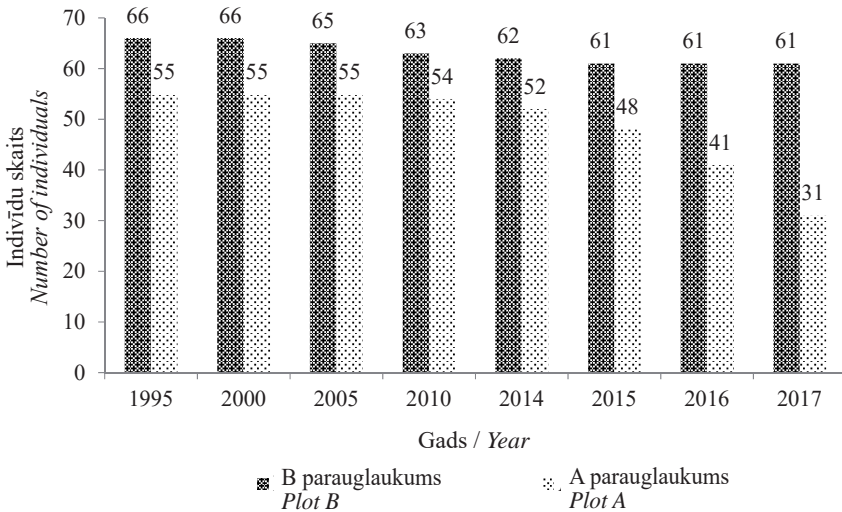 Indivīdu skaits
Number of individuals
70
60
50
40
30
20
10
0
66 55
66 55
65 55
63 54
62 52
61 48
61 41
61 31
1995 2000 2005 2010 2014 2015 2016 2017
Gads / Year
B parauglaukums
Plot B
A parauglaukums
Plot A